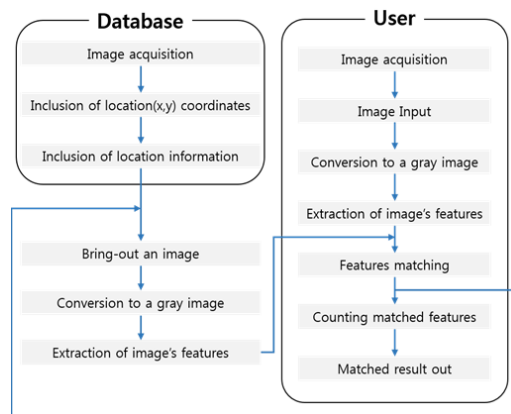 Database
Image acquisition
Inclusion of location(x,y) coordinates
Inclusion of location information
Bring-out an image
Conversion to a gray image
Extraction of image's features
User
Image acquisition
Image Input
Conversion to a gray image
Extraction of image's features
Features matching
Counting matched features
Matched result out